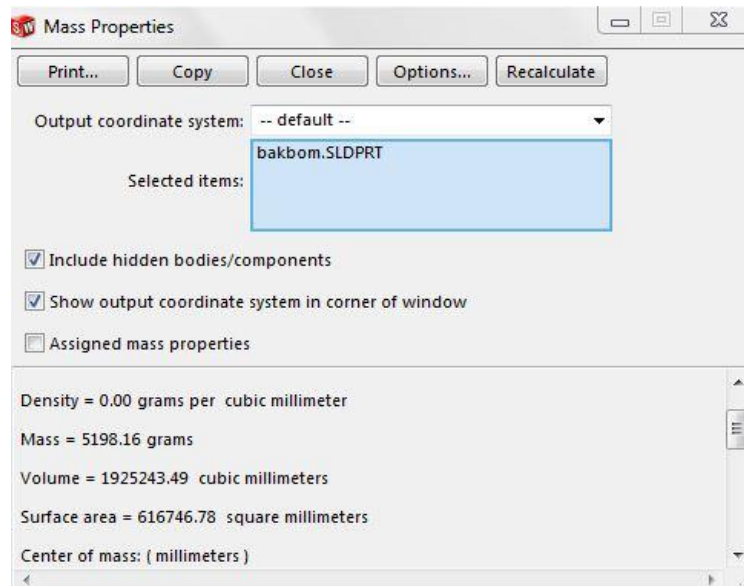 SW Mass Properties
Print... Copy Close Options... Recalculate
Output coordinate system: -- default --
bakbom.SLDPRT
Selected items:
Include hidden bodies/components
Show output coordinate system in corner of window
Assigned mass properties
Density = 0.00 grams per cubic millimeter
Mass = 5198.16 grams
Volume = 1925243.49 cubic millimeters
Surface area = 616746.78 square millimeters
Center of mass: ( millimeters )